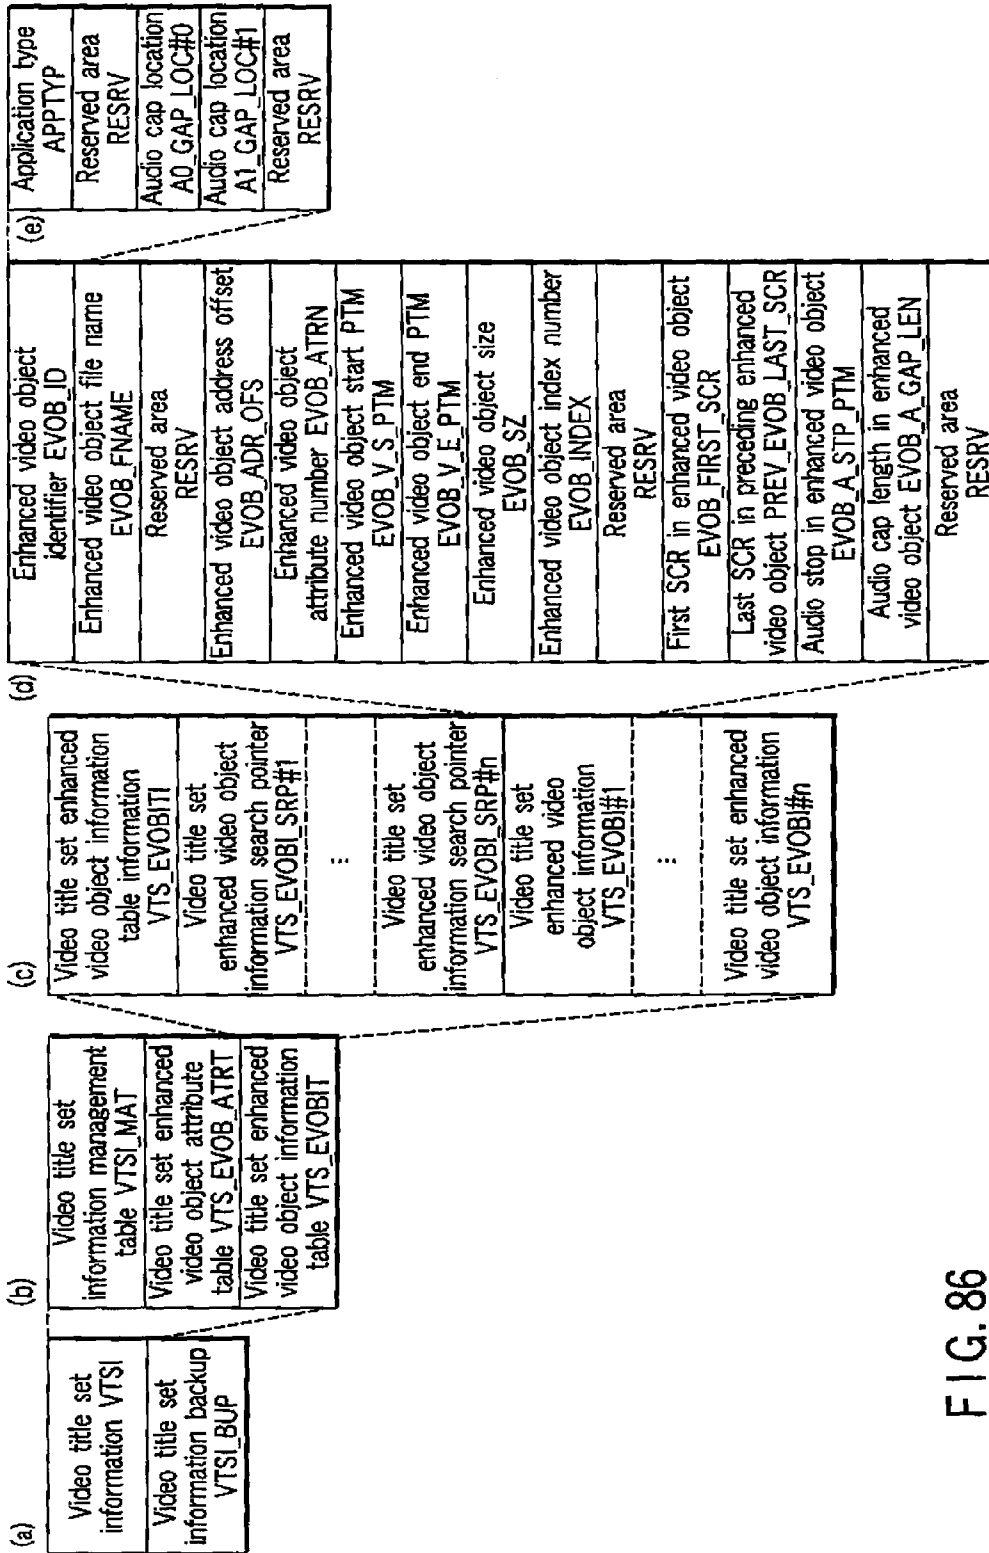 (a)
Video title set
information VTSI
Video title set
information backup
VTSI_BUP
(b)
Video title set
information management
table VTSI_MAT
Video title set enhanced
video object attribute
table VTS_EVOB_ATRT
Video title set enhanced
video object information
table VTS_EVOBIT
(c)
Video title set enhanced
video object information
table information
VTS_EVOBITI
Video title set
enhanced video object
information search pointer
VTS_EVOBI_SRP#1
...
Video title set
enhanced video object
information search pointer
VTS_EVOBI_SRP#n
Video title set
enhanced video
object information
VTS_EVOBI#1
...
Video title set enhanced
video object information
VTS_EVOBI#n
(d)
Enhanced video object
identifier EVOB_ID
Enhanced video object file name
EVOB_FNAME
Reserved area
RESRV
Enhanced video object address offset
EVOB_ADR_OFS
Enhanced video object
attribute number EVOB_ATRN
Enhanced video object start PTM
EVOB_V_S_PTM
Enhanced video object end PTM
EVOB_V_E_PTM
Enhanced video object size
EVOB_SZ
Enhanced video object index number
EVOB_INDEX
Reserved area
RESRV
First SCR in enhanced video object
EVOB_FIRST_SCR
Last SCR in preceding enhanced
video object PREV_EVOB_LAST_SCR
Audio stop in enhanced video object
EVOB_A_STP_PTM
Audio cap length in enhanced
video object EVOB_A_GAP_LEN
Reserved area
RESRV
(e)
Application type
APPTYP
Reserved area
RESRV
Audio cap location
A0_GAP_LOC#0
Audio cap location
A1_GAP_LOC#1
Reserved area
RESRV
FIG. 86